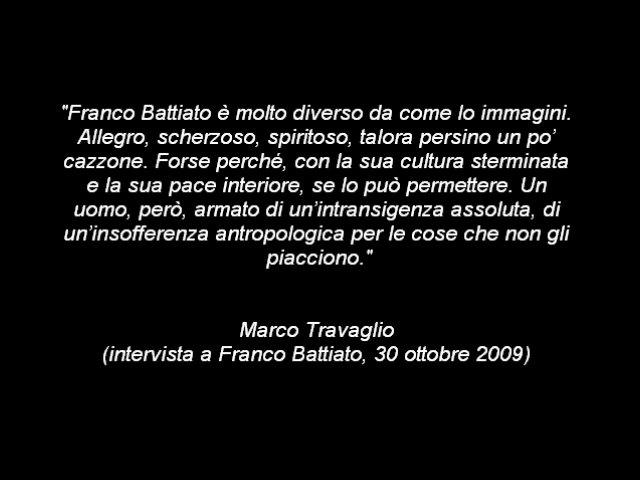 "Franco Battiato è molto diverso da come lo immagini.
Allegro, scherzoso, spiritoso, talora persino un po’
cazzone. Forse perché, con la sua cultura sterminata
e la sua pace interiore, se lo può permettere. Un
uomo, però, armato di un’intransigenza assoluta, di
un’insofferenza antropologica per le cose che non gli
piacciono."
Marco Travaglio
(intervista a Franco Battiato, 30 ottobre 2009)